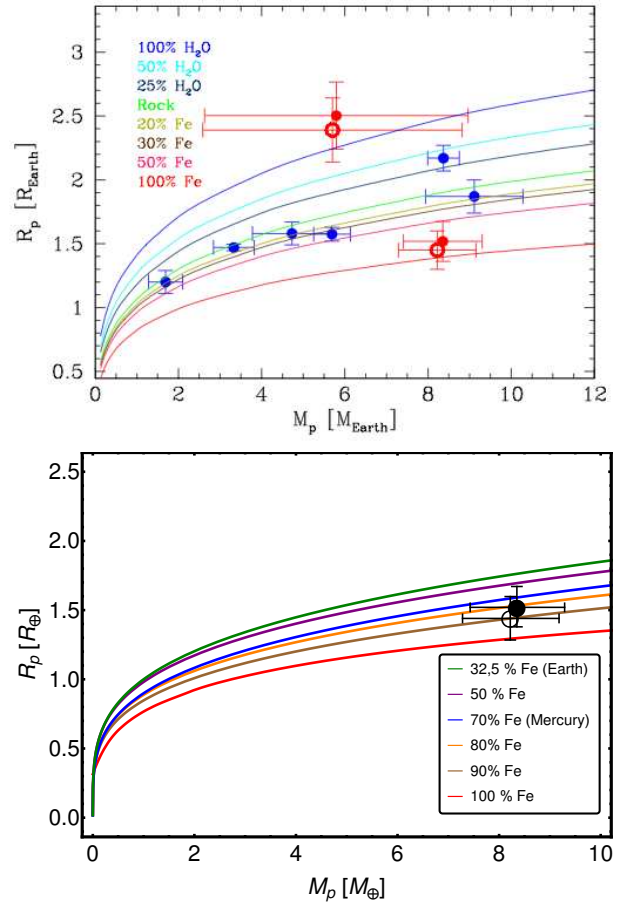 3
2.5
2
1.5
1
0.5
0
2
4
6
8
10
12
R_p [R_Earth]
M_p [M_Earth]
100% H₂O
50% H₂O
25% H₂O
Rock
20% Fe
30% Fe
50% Fe
100% Fe
2.5
2.0
1.5
1.0
0.5
0.0
0
2
4
6
8
10
R_p [R_⊕]
M_p [M_⊕]
32,5 % Fe (Earth)
50 % Fe
70% Fe (Mercury)
80% Fe
90% Fe
100 % Fe